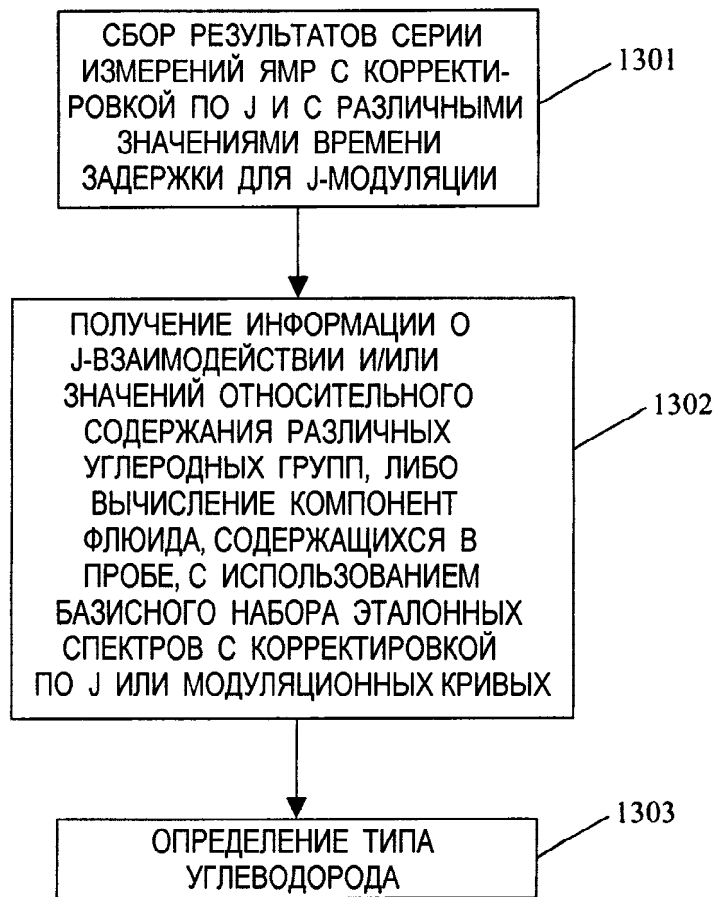 СБОР РЕЗУЛЬТАТОВ СЕРИИ
ИЗМЕРЕНИЙ ЯМР С КОРРЕКТИ-
РОВКОЙ ПО J И С РАЗЛИЧНЫМИ
ЗНАЧЕНИЯМИ ВРЕМЕНИ
ЗАДЕРЖКИ ДЛЯ J-МОДУЛЯЦИИ
1301
ПОЛУЧЕНИЕ ИНФОРМАЦИИ О
J-ВЗАИМОДЕЙСТВИИ И/ИЛИ
ЗНАЧЕНИЙ ОТНОСИТЕЛЬНОГО
СОДЕРЖАНИЯ РАЗЛИЧНЫХ
УГЛЕРОДНЫХ ГРУПП, ЛИБО
ВЫЧИСЛЕНИЕ КОМПОНЕНТ
ФЛЮИДА, СОДЕРЖАЩИХСЯ В
ПРОБЕ, С ИСПОЛЬЗОВАНИЕМ
БАЗИСНОГО НАБОРА ЭТАЛОННЫХ
СПЕКТРОВ С КОРРЕКТИРОВКОЙ
ПО J ИЛИ МОДУЛЯЦИОННЫХ КРИВЫХ
1302
ОПРЕДЕЛЕНИЕ ТИПА
УГЛЕВОДОРОДА
1303